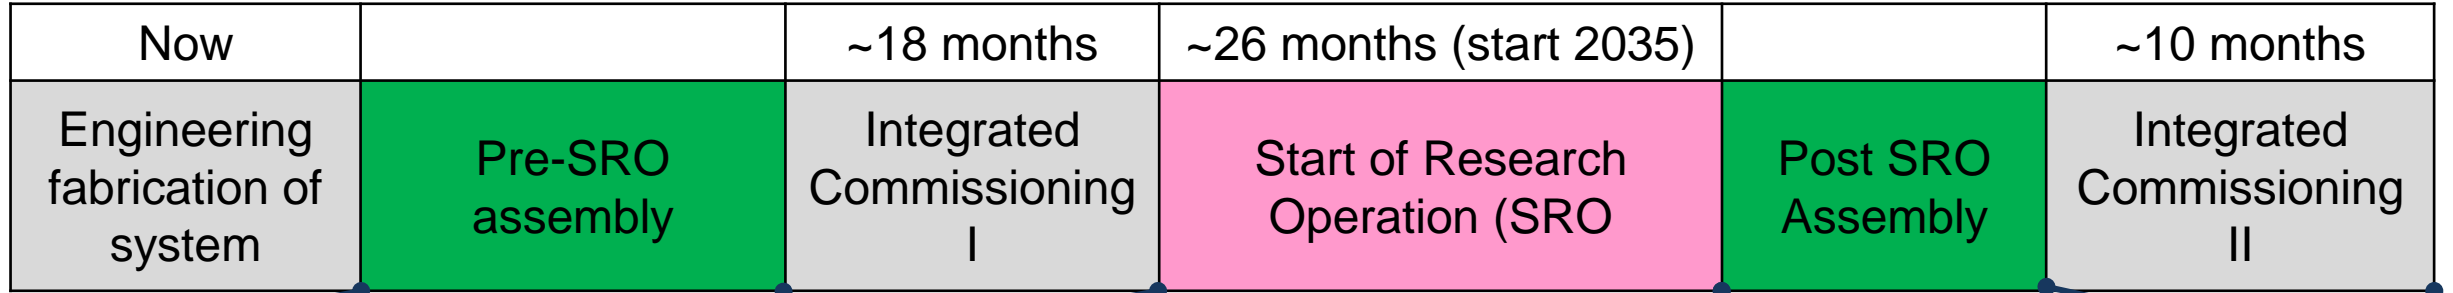 Now
~18 months
~26 months (start 2035)
~10 months
Engineering
fabrication of
system
Pre-SRO
assembly
Integrated
Commissioning
I
Start of Research
Operation (SRO
Post SRO
Assembly
Integrated
Commissioning
II